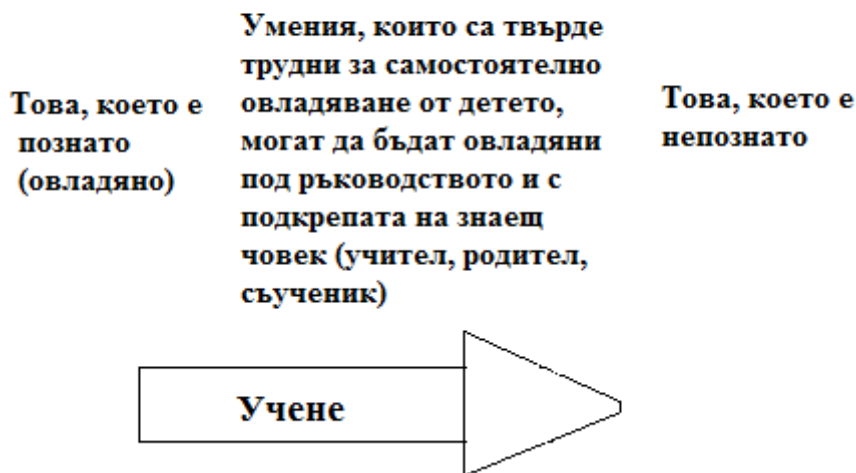 Това, което е
познато
(овладяно)
Умения, които са твърде
трудни за самостоятелно
овладяване от детето,
могат да бъдат овладяни
под ръководството и с
подкрепата на знаещ
човек (учител, родител,
съученик)
Това, което е
непознато
Учене